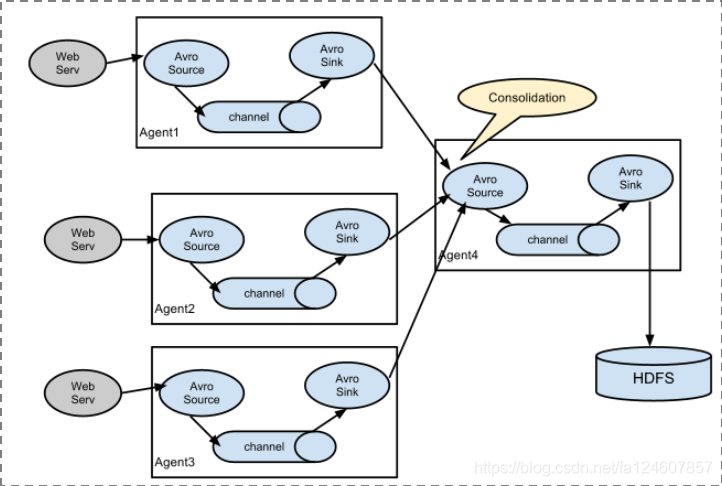 Web
Serv
Avro
Source
channel
Avro
Sink
Agent1
Consolidation
Web
Serv
Avro
Source
channel
Avro
Sink
Agent2
Web
Serv
Avro
Source
channel
Avro
Sink
Agent3
Avro
Source
channel
Avro
Sink
Agent4
HDFS
https://blog.csdn.net/fa124607857